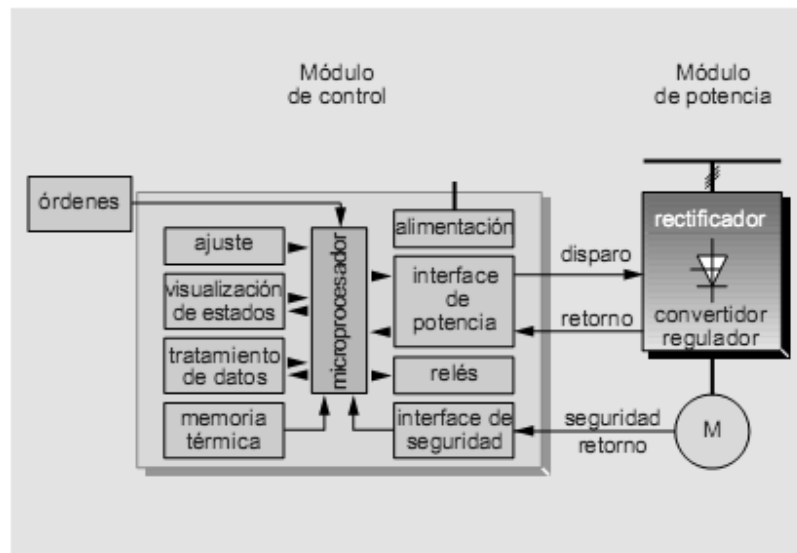 Módulo
de control
Módulo
de potencia
órdenes
ajuste
visualización
de estados
tratamiento
de datos
memoria
térmica
microprocesador
alimentación
interface
de
potencia
relés
interface de
seguridad
disparo
retorno
seguridad
retorno
rectificador
convertidor
regulador
M